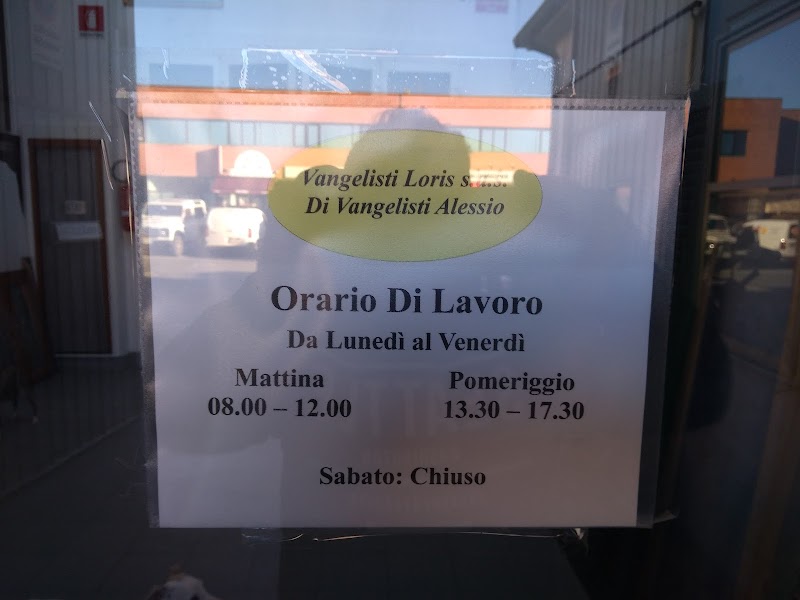 Vangelisti Loris s.a.s.
Di Vangelisti Alessio
Orario Di Lavoro
Da Lunedì al Venerdì
Mattina
08.00 – 12.00
Pomeriggio
13.30 – 17.30
Sabato: Chiuso